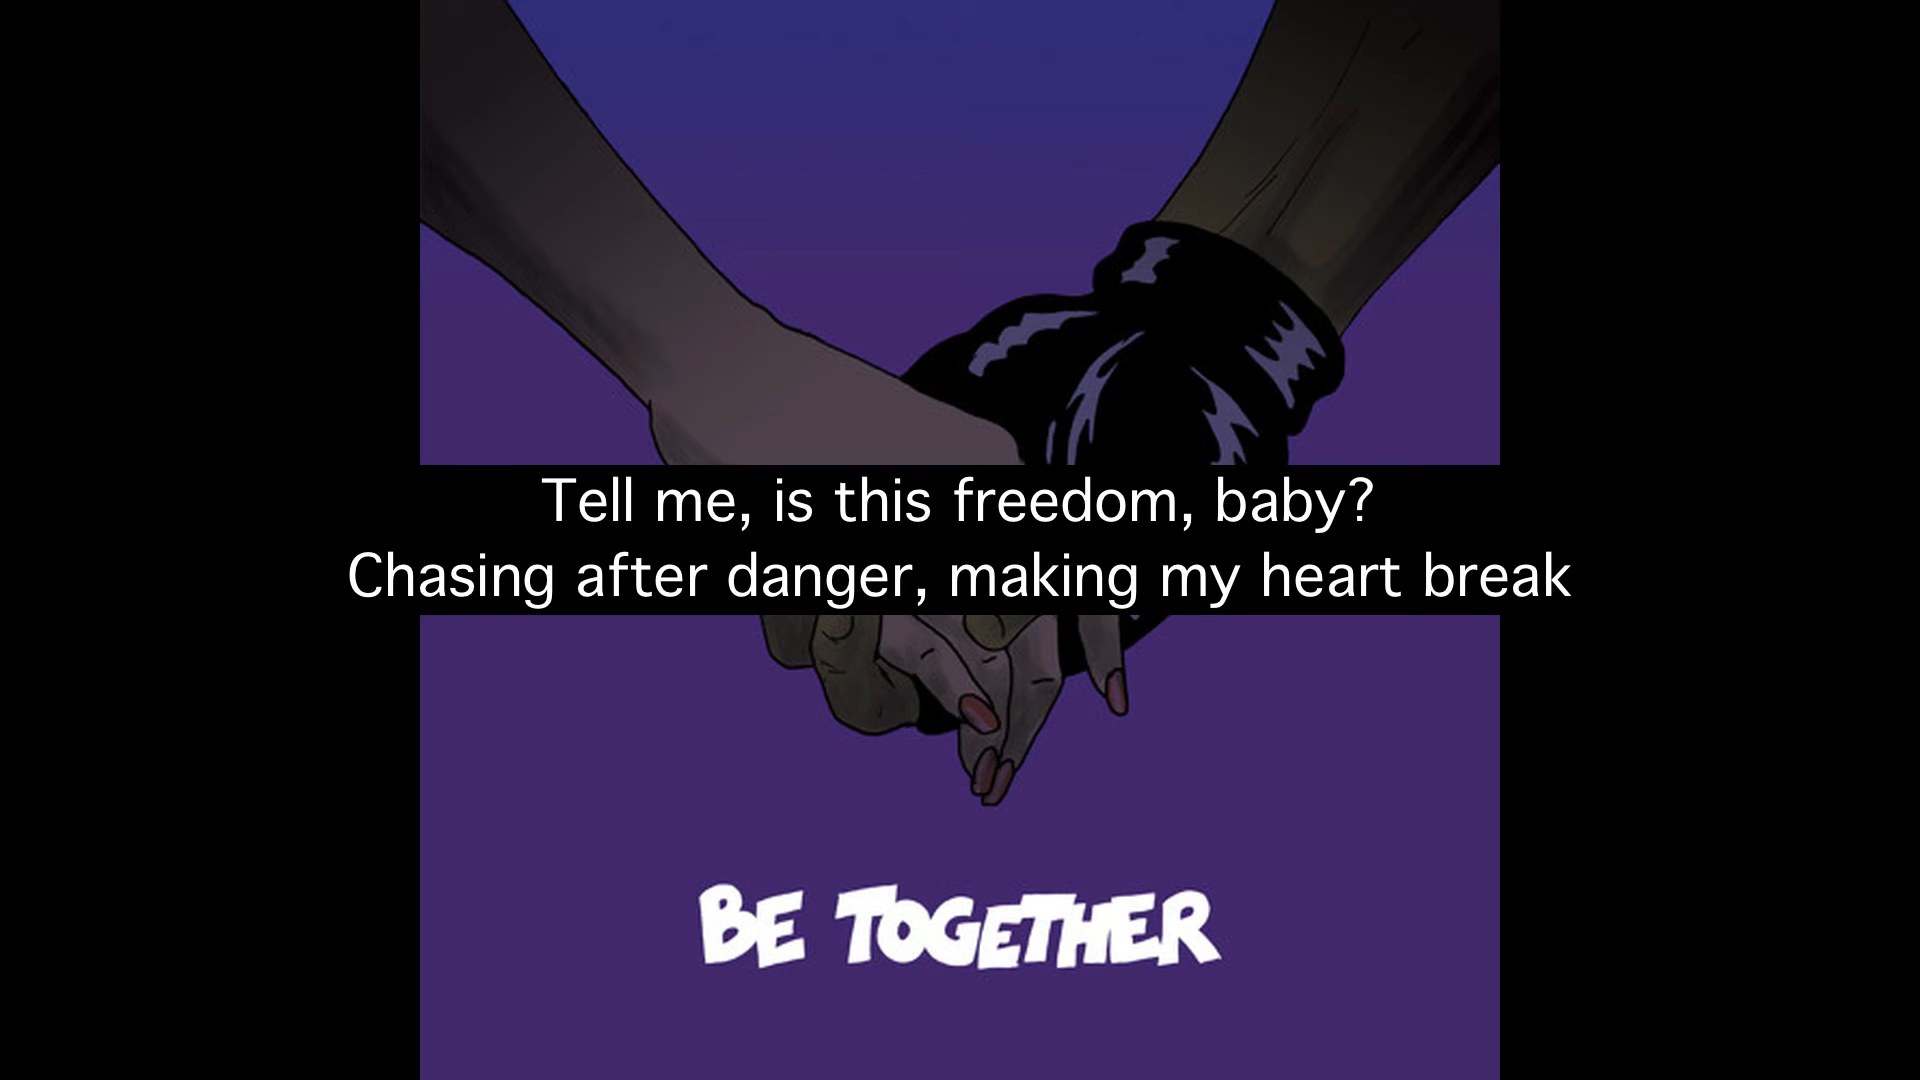 Tell me, is this freedom, baby?
Chasing after danger, making my heart break
BE TOGETHER